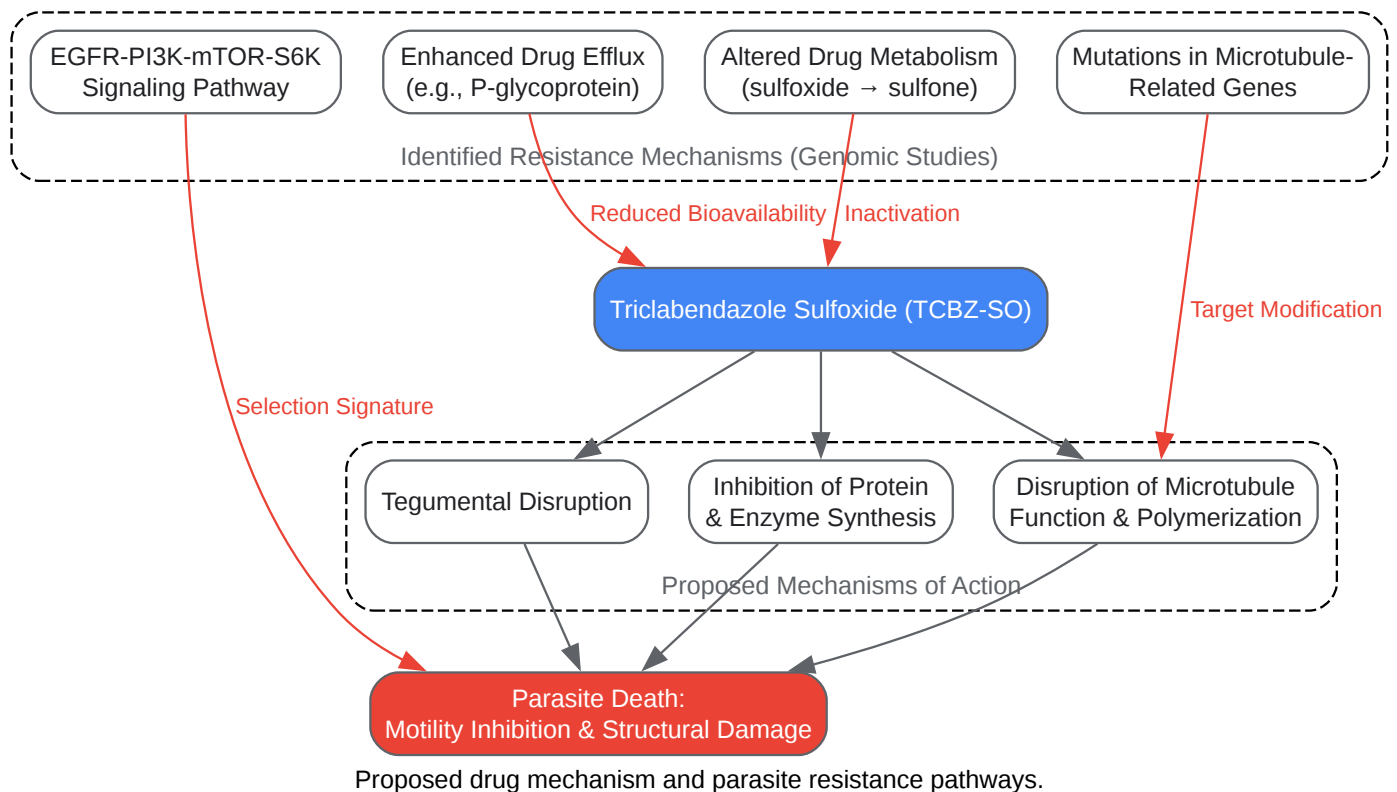 EGFR-PI3K-mTOR-S6K
Signaling Pathway
Enhanced Drug Efflux
(e.g., P-glycoprotein)
Altered Drug Metabolism
(sulfoxide → sulfone)
Mutations in Microtubule-
Related Genes
Identified Resistance Mechanisms (Genomic Studies)
Reduced Bioavailability
Inactivation
Triclabendazole Sulfoxide (TCBZ-SO)
Target Modification
Selection Signature
Tegumental Disruption
Inhibition of Protein
& Enzyme Synthesis
Disruption of Microtubule
Function & Polymerization
Proposed Mechanisms of Action
Parasite Death:
Motility Inhibition & Structural Damage
Proposed drug mechanism and parasite resistance pathways.